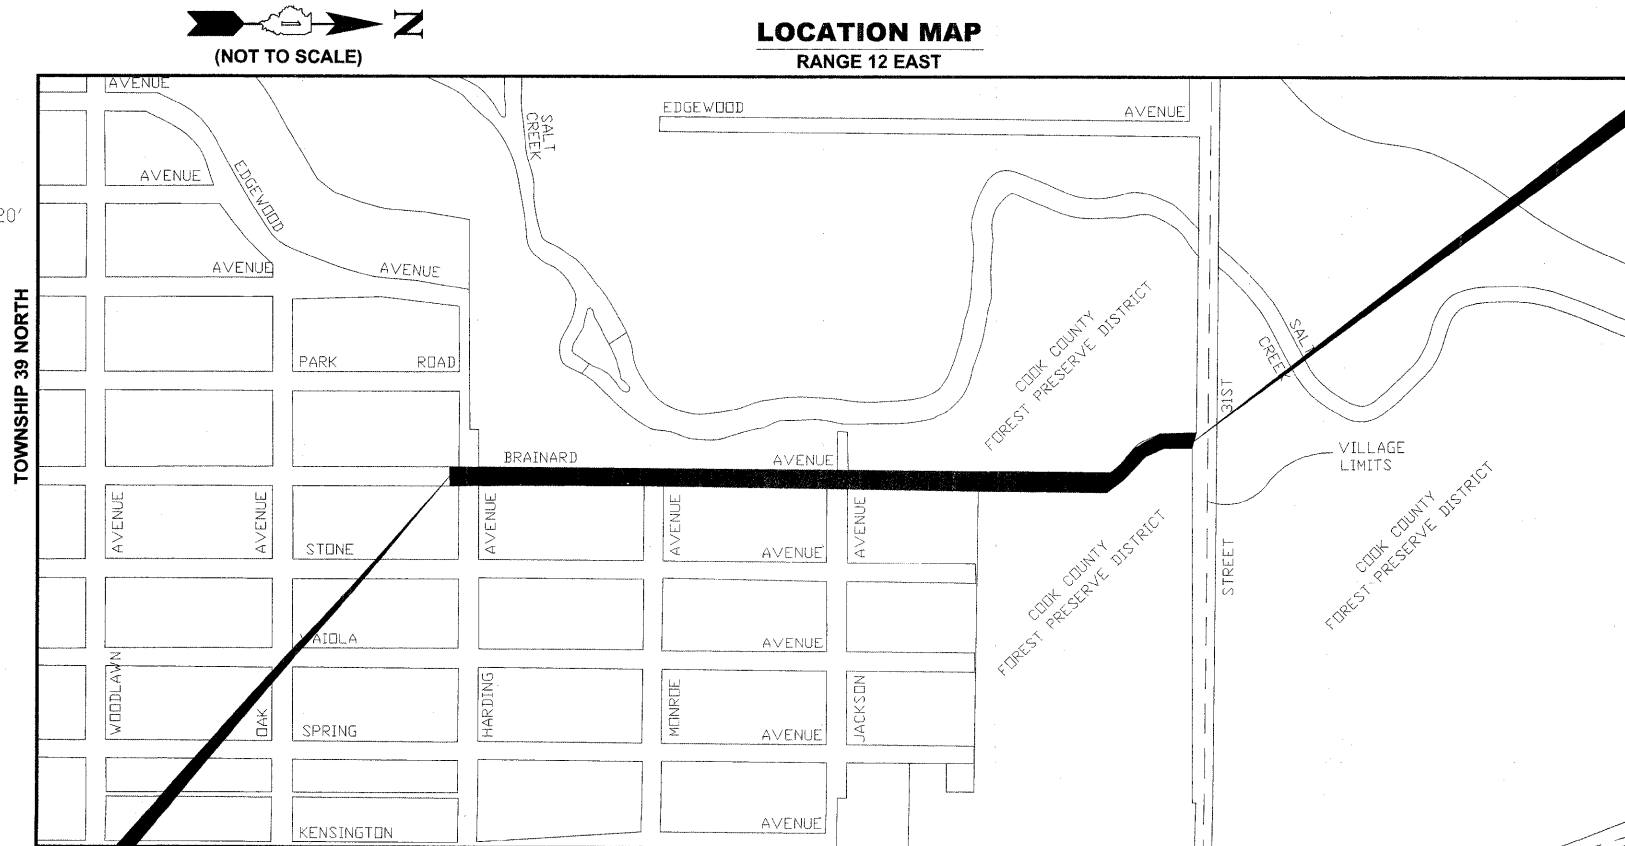 N
(NOT TO SCALE)
LOCATION MAP
RANGE 12 EAST
TOWNSHIP 39 NORTH
20'
AVENUE
AVENUE
EDGEWOOD
AVENUE
AVENUE
SALT
CREEK
EDGEWOOD
AVENUE
PARK
ROAD
COOK COUNTY
FOREST PRESERVE DISTRICT
SALT
CREEK
31ST
STREET
VILLAGE
LIMITS
BRAINARD
AVENUE
AVENUE
AVENUE
AVENUE
AVENUE
AVENUE
STONE
AVENUE
COOK COUNTY
FOREST PRESERVE DISTRICT
COOK COUNTY
FOREST PRESERVE DISTRICT
WAIOLA
AVENUE
WOODLAWN
OAK
HARDING
MONROE
JACKSON
SPRING
AVENUE
KENSINGTON
AVENUE